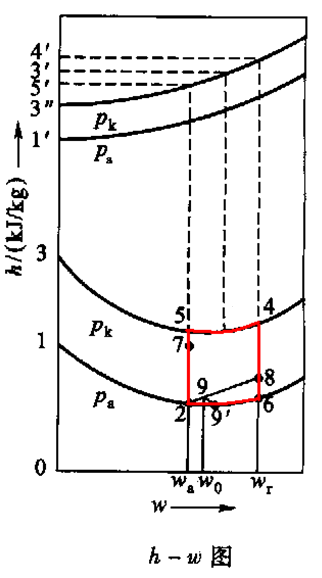 4′
3′
5′
3″
1′
p_k
p_a
h/(kJ/kg)
3
5
4
7
1
p_k
8
9
p_a
2
9′
6
0
w_a w_0 w_r
w
h－w 图